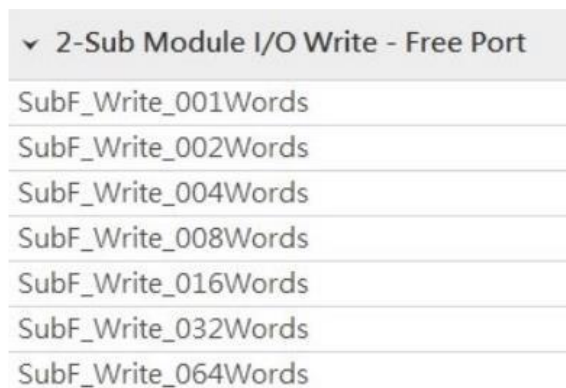 2-Sub Module I/O Write - Free Port
SubF_Write_001Words
SubF_Write_002Words
SubF_Write_004Words
SubF_Write_008Words
SubF_Write_016Words
SubF_Write_032Words
SubF_Write_064Words